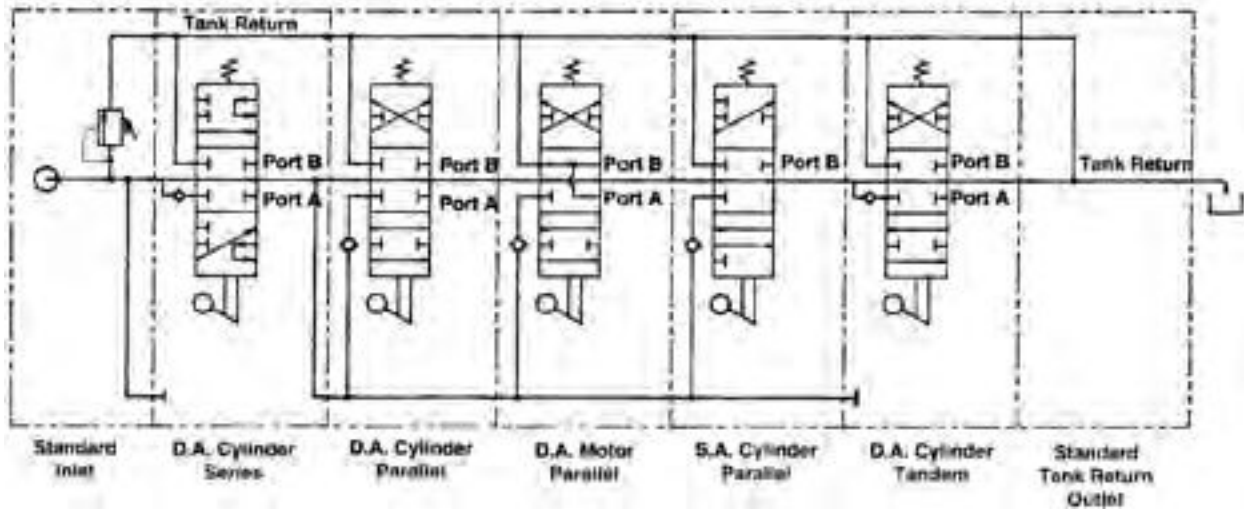 Tank Return
Port B
Port B
Port B
Port B
Port B
Tank Return
Port A
Port A
Port A
Port A
Standard
Inlet
D.A. Cylinder
Series
D.A. Cylinder
Parallel
D.A. Motor
Parallel
S.A. Cylinder
Parallel
D.A. Cylinder
Tandem
Standard
Tank Return
Outlet